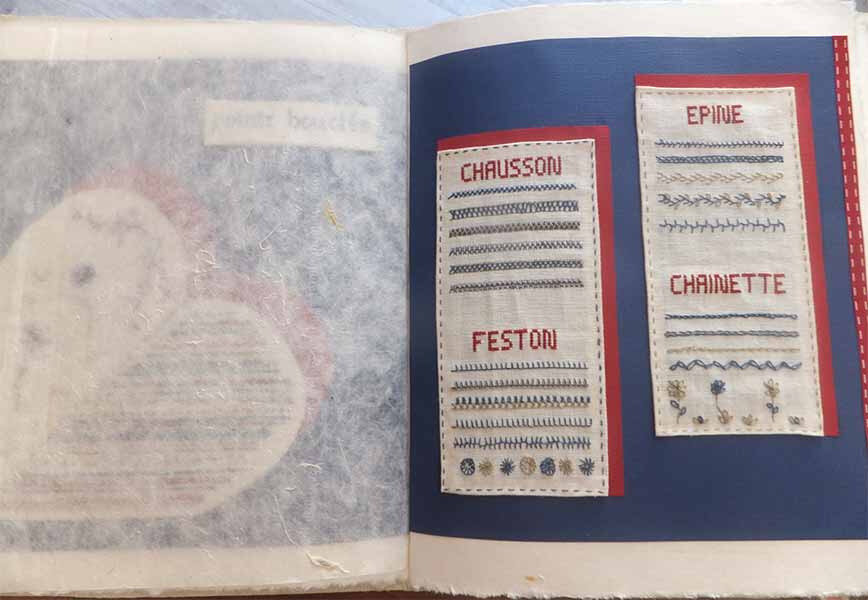 points bouclés
CHAUSSON
FESTON
EPINE
CHAINETTE